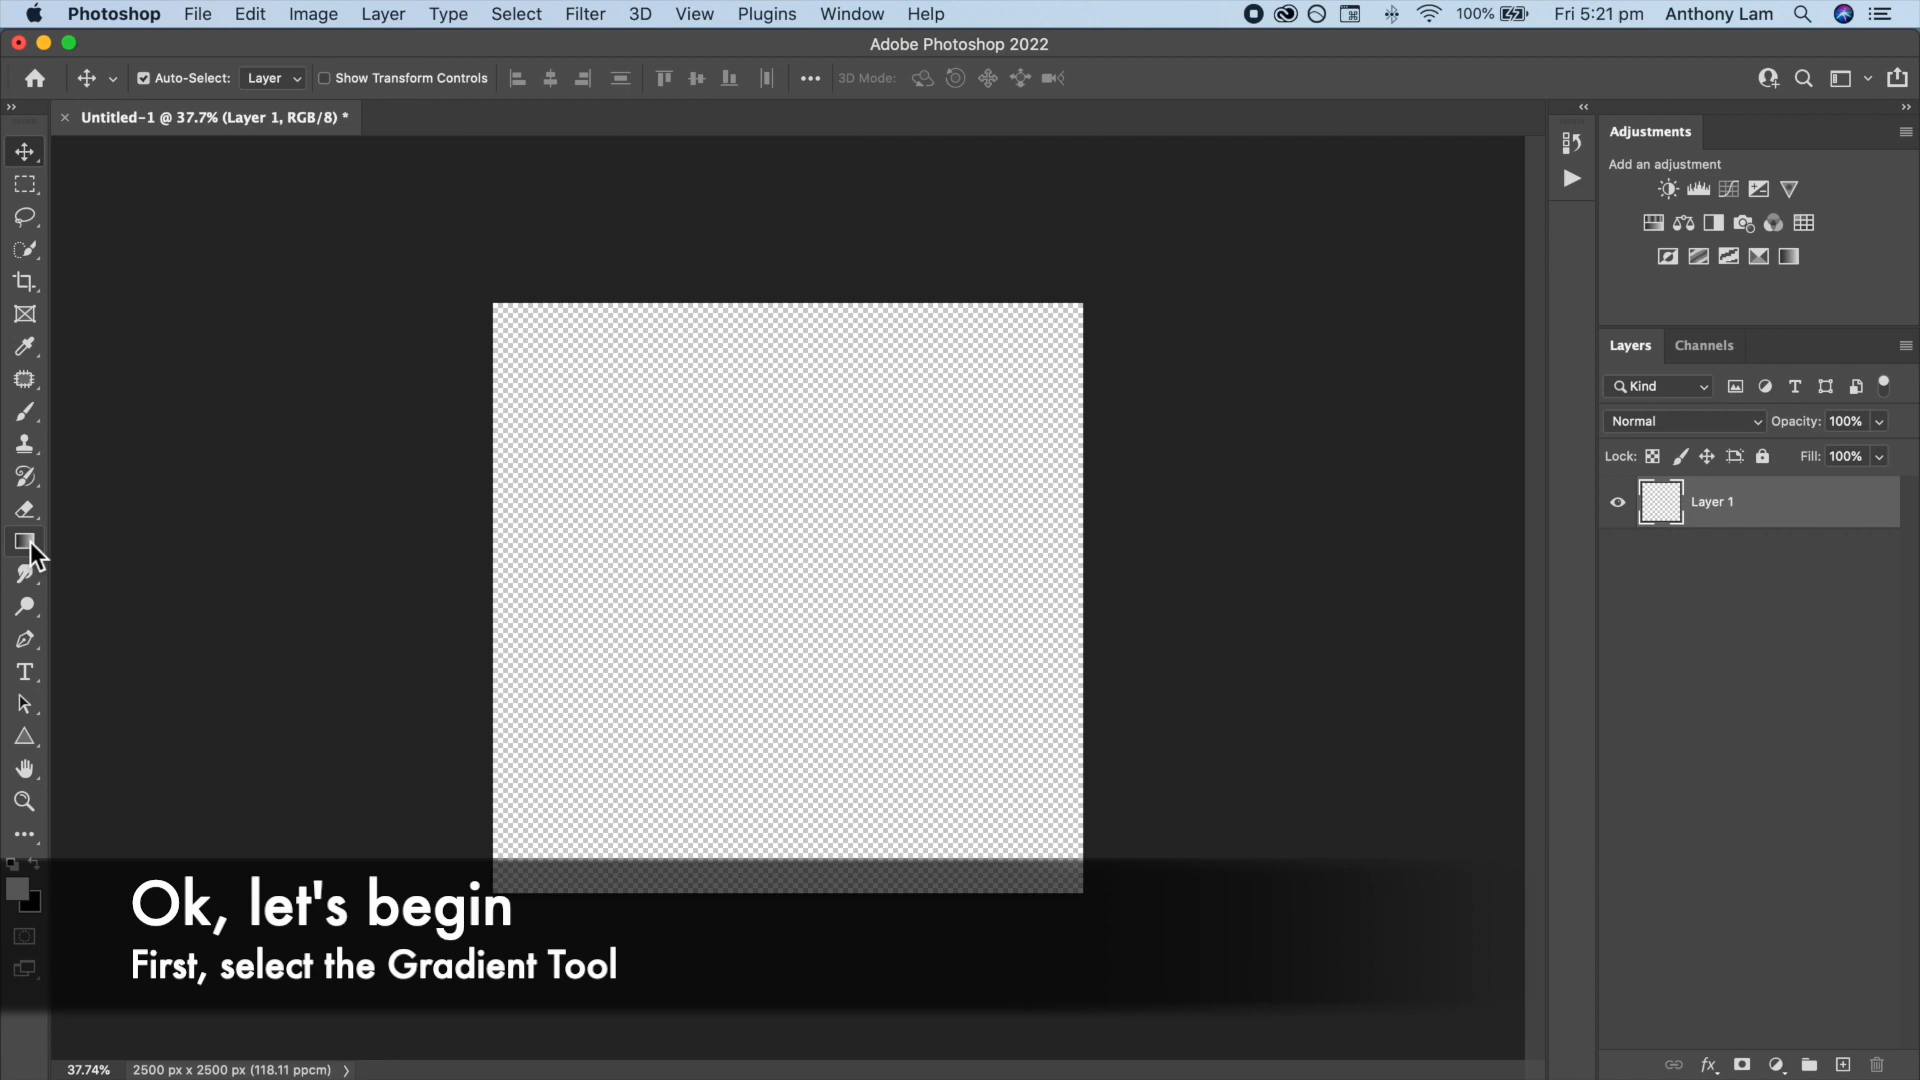 Photoshop File Edit Image Layer Type Select Filter 3D View Plugins Window Help 100% Fri 5:21 pm Anthony Lam
Adobe Photoshop 2022
Auto-Select: Layer Show Transform Controls 3D Mode:
Untitled-1 @ 37.7% (Layer 1, RGB/8) *
Adjustments
Add an adjustment
Layers Channels
Kind
Normal Opacity: 100%
Lock: Fill: 100%
Layer 1
Ok, let's begin
First, select the Gradient Tool
37.74% 2500 px x 2500 px (118.11 ppcm)